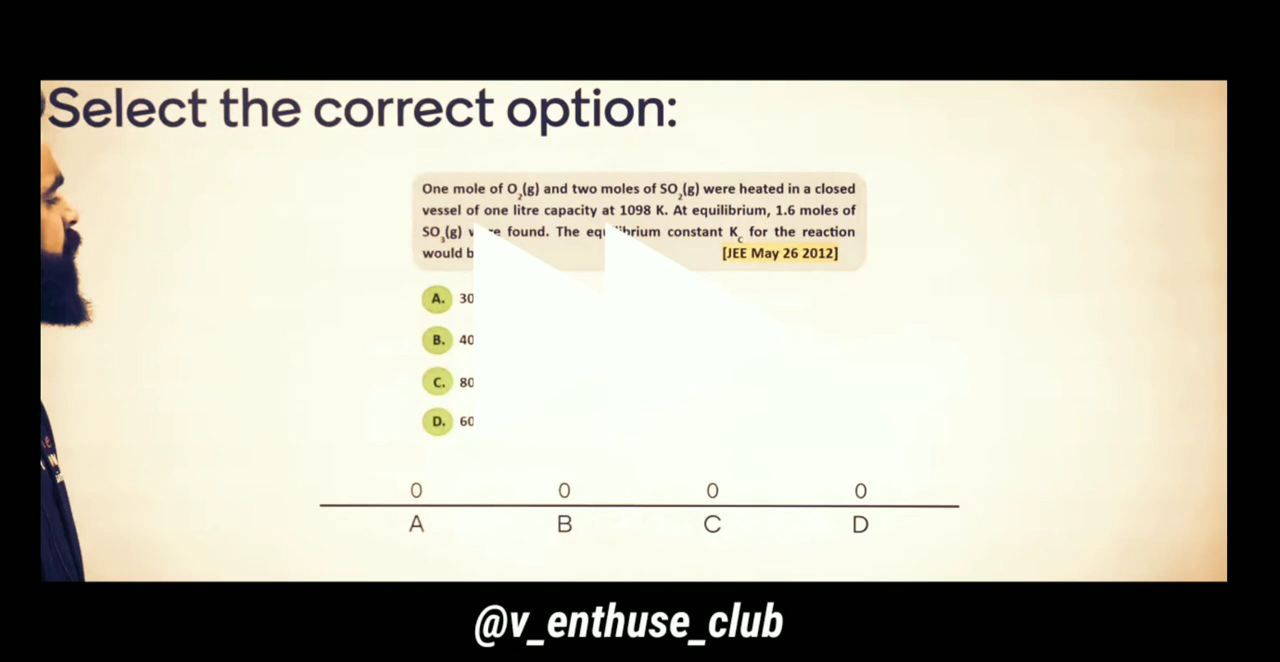 Select the correct option:
One mole of O₂(g) and two moles of SO₂(g) were heated in a closed
vessel of one litre capacity at 1098 K. At equilibrium, 1.6 moles of
SO₃(g) found. The constant K꜀ for the reaction
would [JEE May 26 2012]
A. 30
B. 40
C. 80
D. 60
0 0 0 0
A B C D
@v_enthuse_club